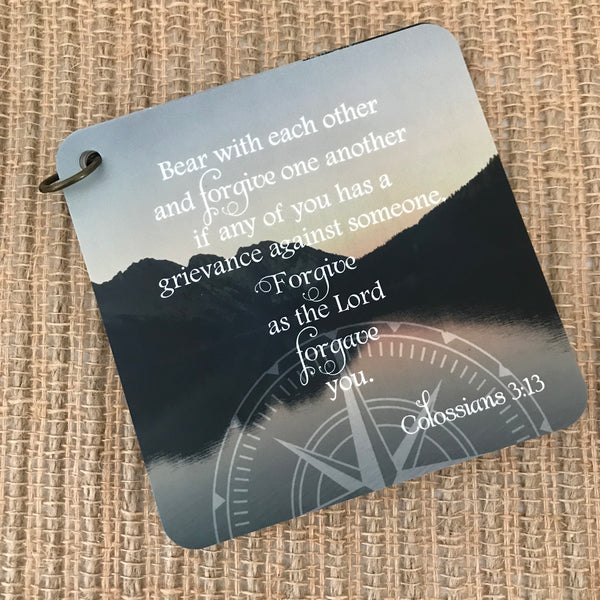 Bear with each other
and forgive one another
if any of you has a
grievance against someone.
Forgive
as the Lord
forgave
you.
Colossians 3:13